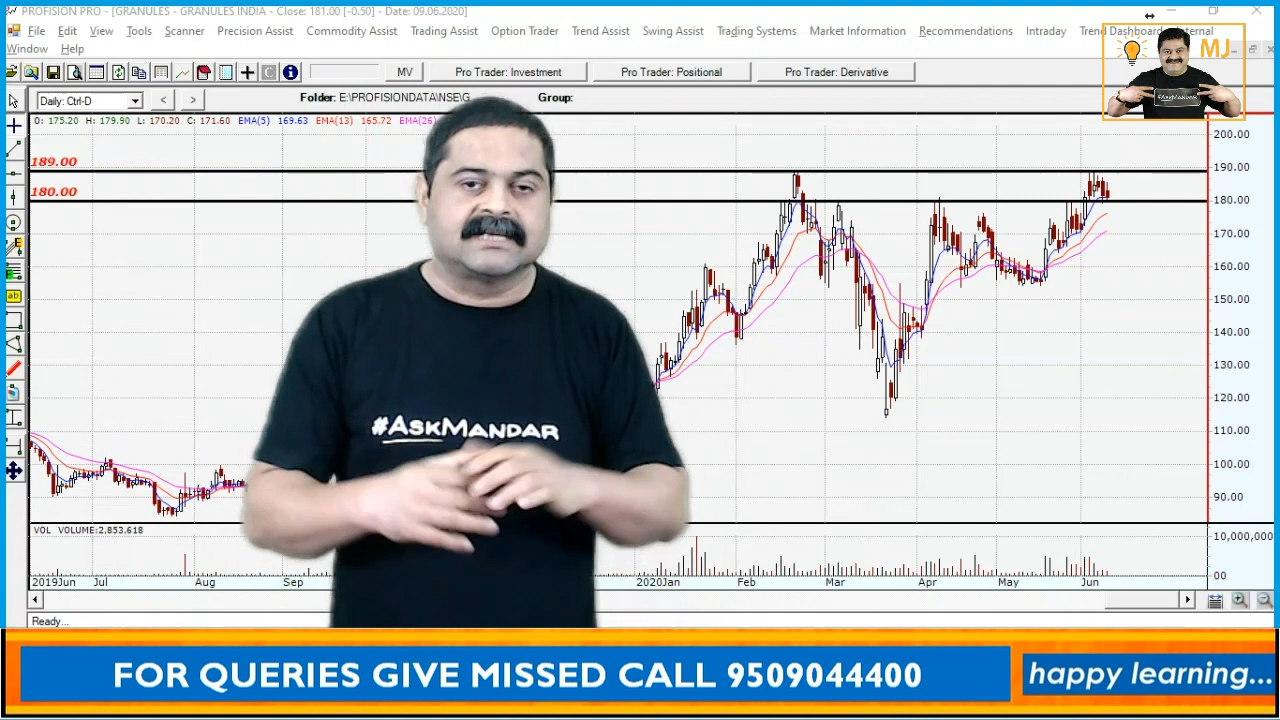 PROFISION PRO - [GRANULES - GRANULES INDIA - Close: 181.00 [-0.50] - Date: 09.06.2020]
File Edit View Tools Scanner Precision Assist Commodity Assist Trading Assist Option Trader Trend Assist Swing Assist Trading Systems Market Information Recommendations Intraday Trend Dashboard
Window Help
MJ
#AskMandar
MV Pro Trader: Investment Pro Trader: Positional Pro Trader: Derivative
Daily: Ctrl-D < > Folder: E:\PROFISIONDATA\NSE\G Group:
O: 175.20 H: 179.90 L: 170.20 C: 171.60 EMA(5) 169.63 EMA(13) 165.72 EMA(26)
200.00
189.00
190.00
180.00
180.00
170.00
160.00
150.00
140.00
130.00
120.00
110.00
100.00
90.00
#AskMandar
VOL VOLUME:2,853,618
10,000,000
00
2019Jun Jul Aug Sep 2020Jan Feb Mar Apr May Jun
Ready...
FOR QUERIES GIVE MISSED CALL 9509044400
happy learning...